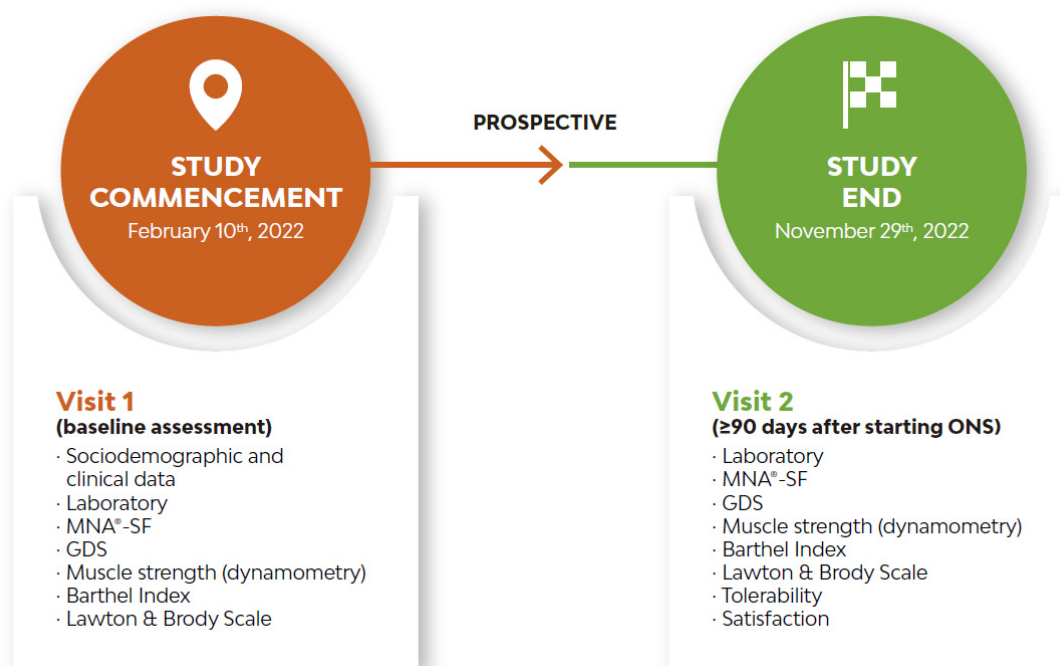 PROSPECTIVE
STUDY
COMMENCEMENT
February 10th, 2022
STUDY
END
November 29th, 2022
Visit 1
(baseline assessment)
· Sociodemographic and
clinical data
· Laboratory
· MNA®-SF
· GDS
· Muscle strength (dynamometry)
· Barthel Index
· Lawton & Brody Scale
Visit 2
(≥90 days after starting ONS)
· Laboratory
· MNA®-SF
· GDS
· Muscle strength (dynamometry)
· Barthel Index
· Lawton & Brody Scale
· Tolerability
· Satisfaction